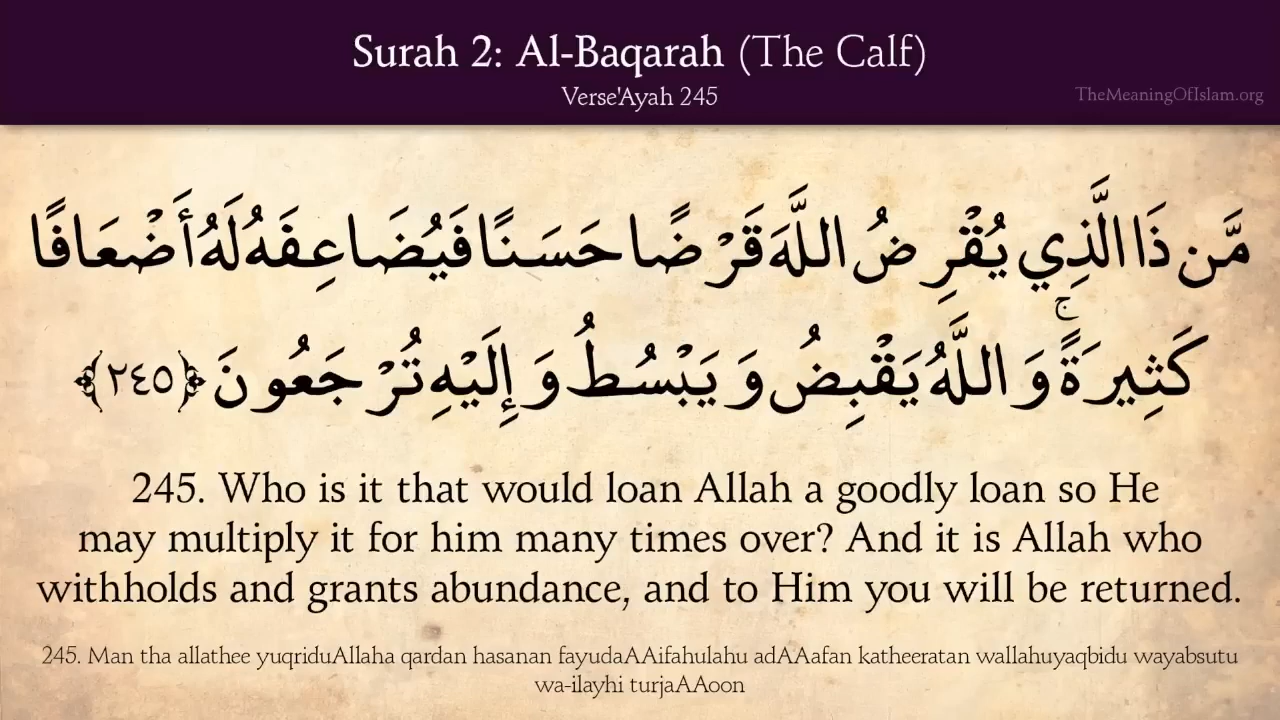 Surah 2: Al-Baqarah (The Calf)
Verse'Ayah 245
TheMeaningOfIslam.org
مَّن ذَا الَّذِي يُقْرِضُ اللَّهَ قَرْضًا حَسَنًا فَيُضَاعِفَهُ لَهُ أَضْعَافًا
كَثِيرَةً ۚ وَاللَّهُ يَقْبِضُ وَيَبْسُطُ وَإِلَيْهِ تُرْجَعُونَ ﴿٢٤٥﴾
245. Who is it that would loan Allah a goodly loan so He
may multiply it for him many times over? And it is Allah who
withholds and grants abundance, and to Him you will be returned.
245. Man tha allathee yuqriduAllaha qardan hasanan fayudaAAifahulahu adAAafan katheeratan wallahuyaqbidu wayabsutu
wa-ilayhi turjaAAoon